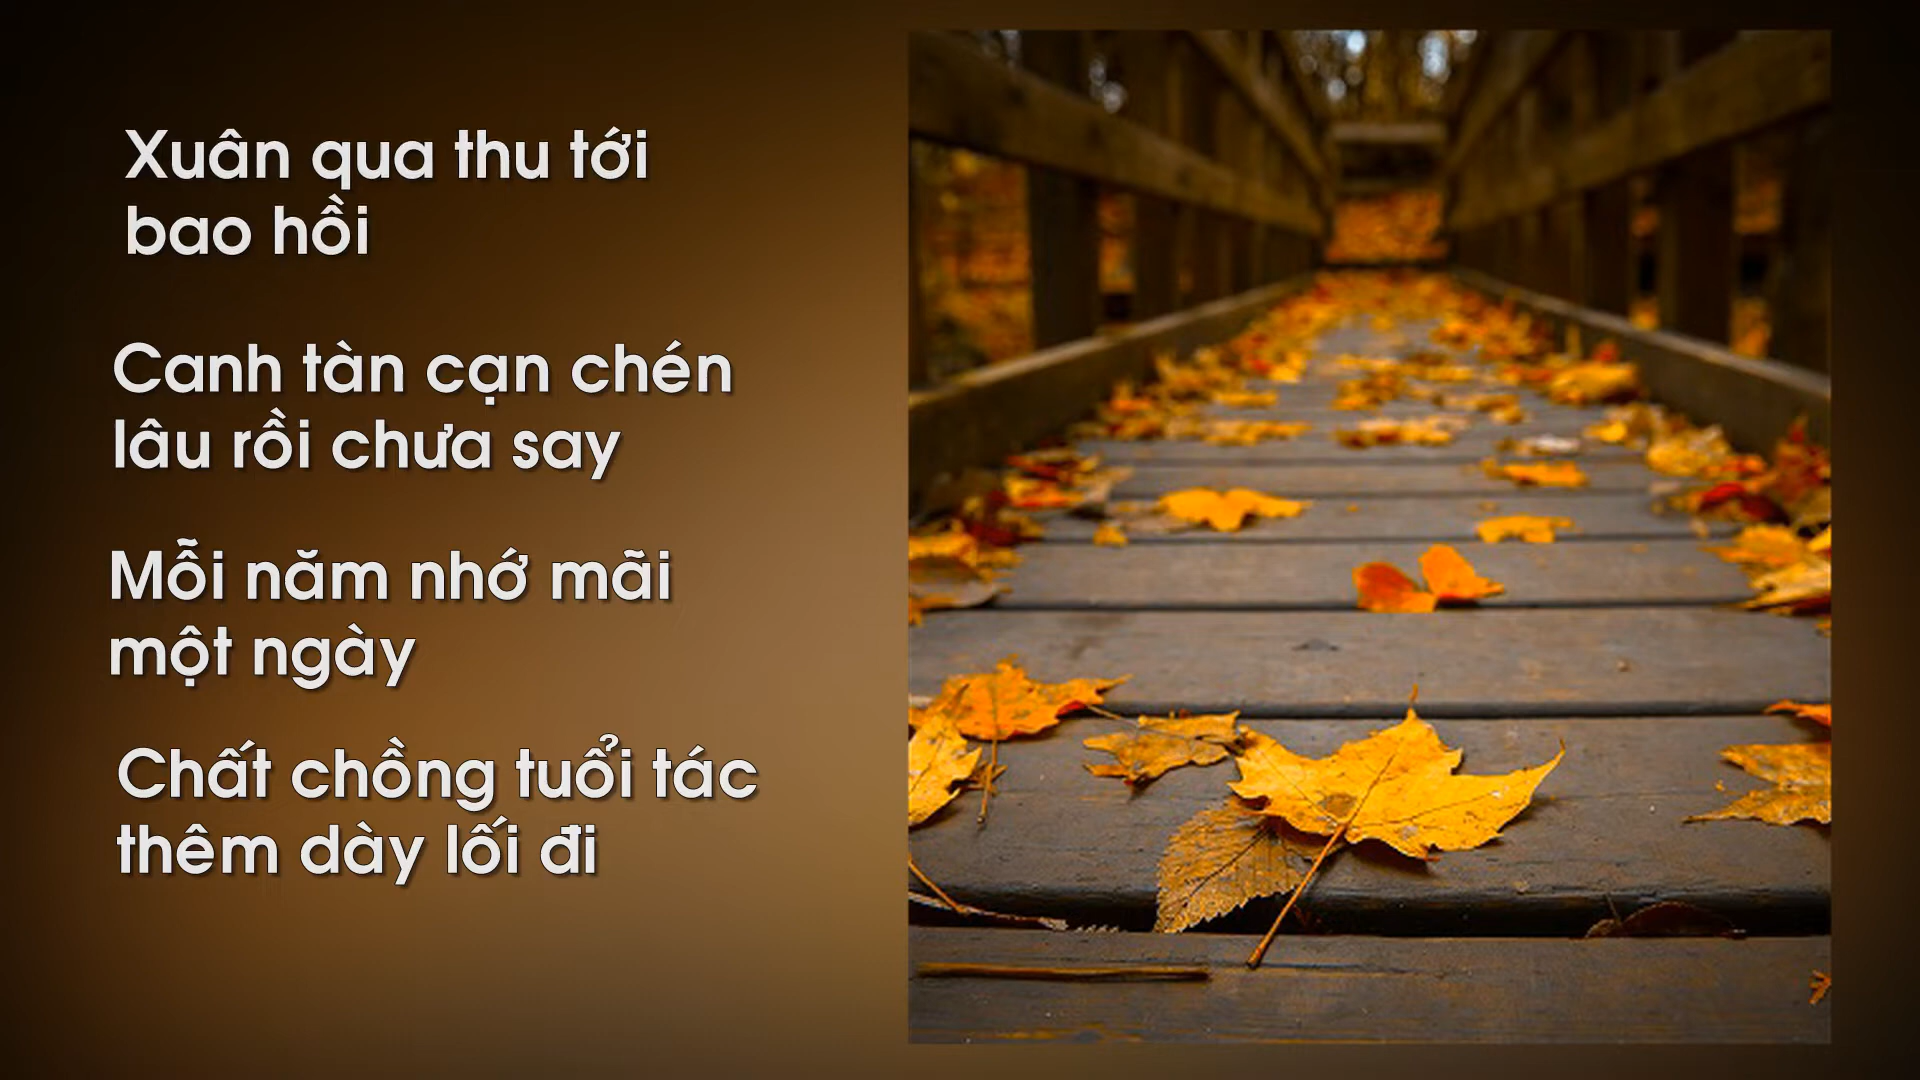 Xuân qua thu tới
bao hồi
Canh tàn cạn chén
lâu rồi chưa say
Mỗi năm nhớ mãi
một ngày
Chất chồng tuổi tác
thêm dày lối đi